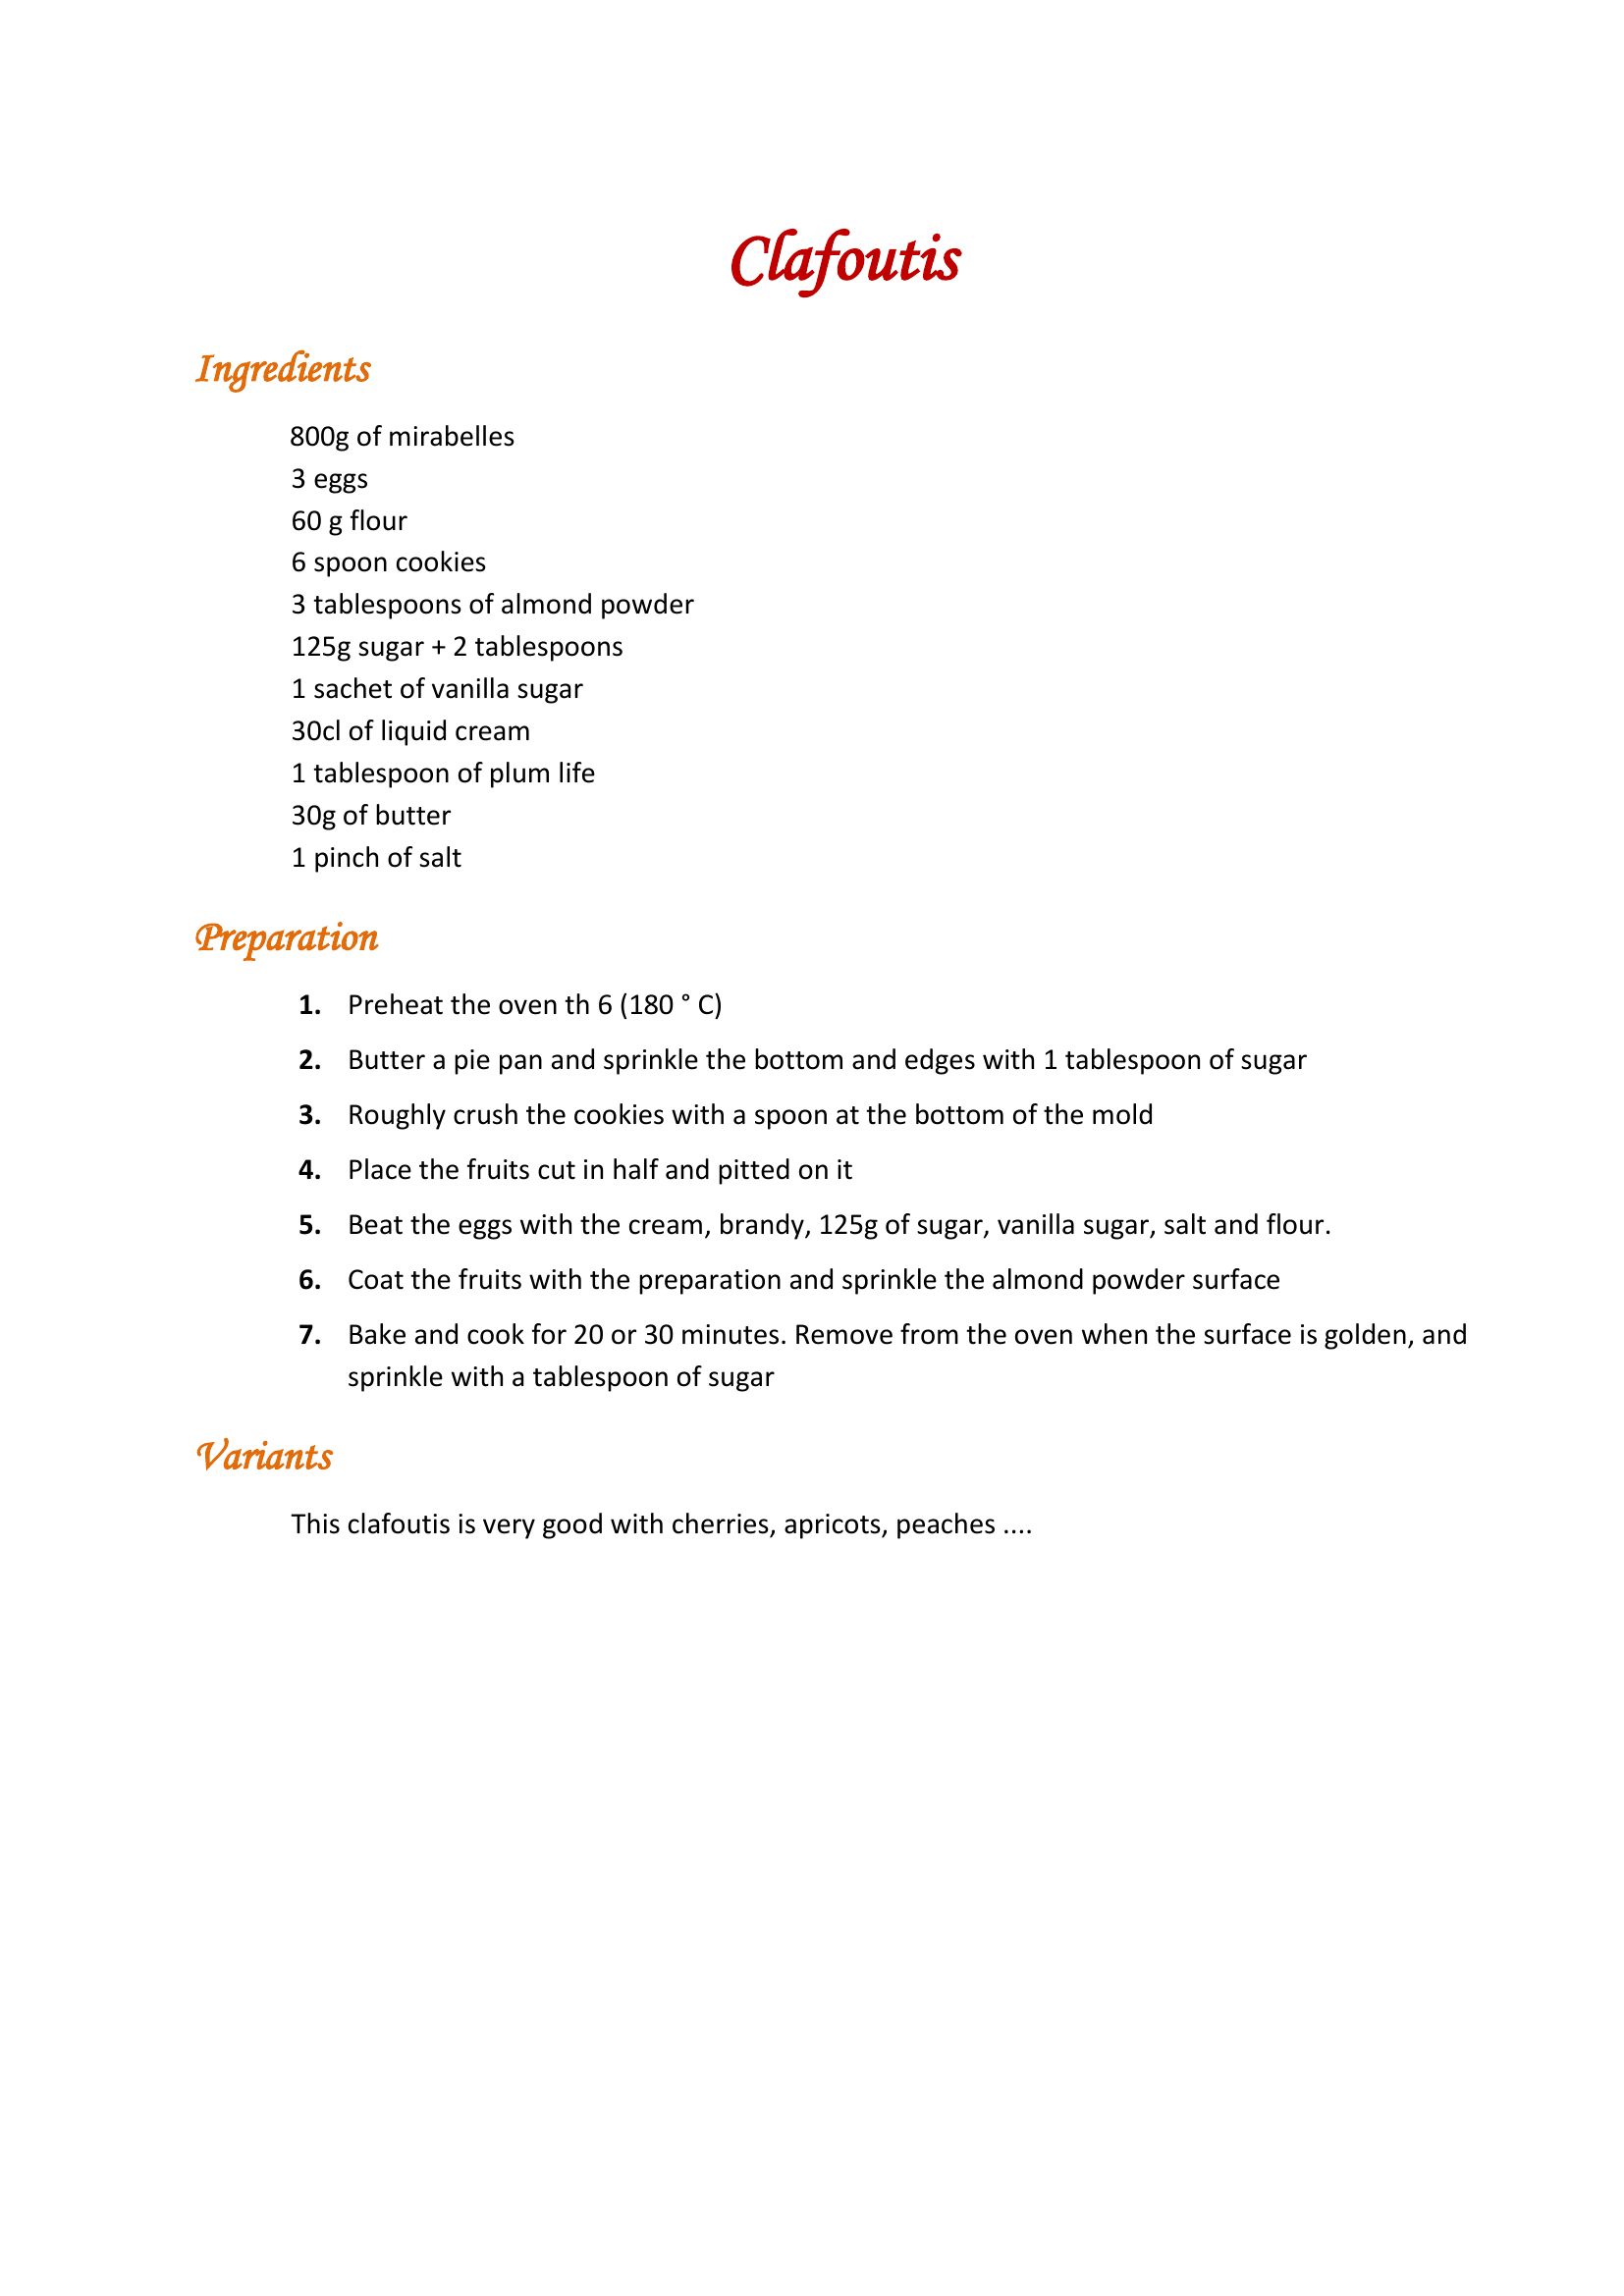 Clafoutis
Ingredients
800g of mirabelles
3 eggs
60 g flour
6 spoon cookies
3 tablespoons of almond powder
125g sugar + 2 tablespoons
1 sachet of vanilla sugar
30cl of liquid cream
1 tablespoon of plum life
30g of butter
1 pinch of salt
Preparation
1. Preheat the oven th 6 (180 ° C)
2. Butter a pie pan and sprinkle the bottom and edges with 1 tablespoon of sugar
3. Roughly crush the cookies with a spoon at the bottom of the mold
4. Place the fruits cut in half and pitted on it
5. Beat the eggs with the cream, brandy, 125g of sugar, vanilla sugar, salt and flour.
6. Coat the fruits with the preparation and sprinkle the almond powder surface
7. Bake and cook for 20 or 30 minutes. Remove from the oven when the surface is golden, and
sprinkle with a tablespoon of sugar
Variants
This clafoutis is very good with cherries, apricots, peaches ....